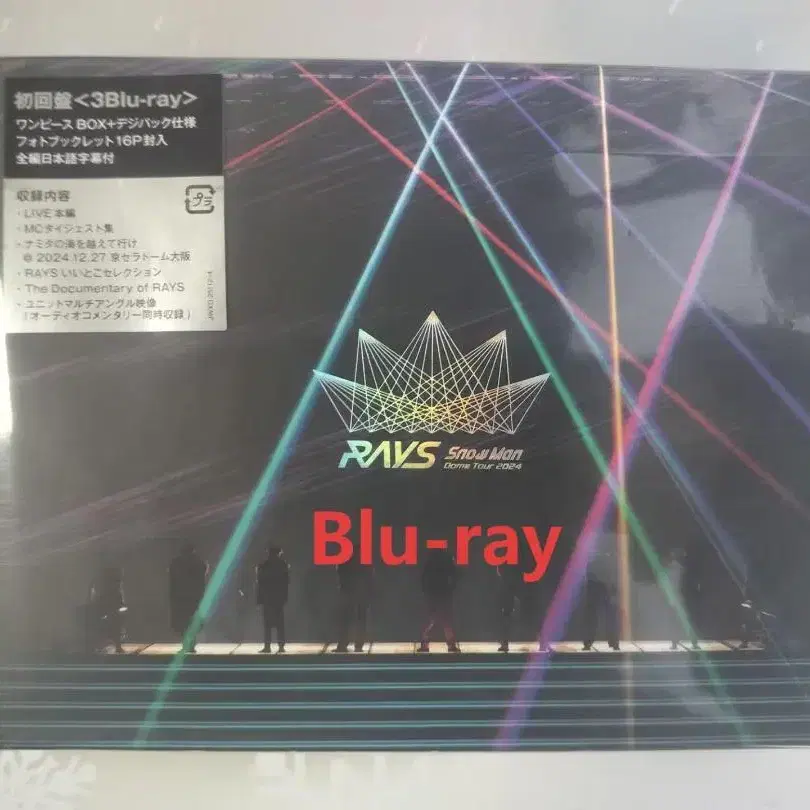 初回盤<3Blu-ray>
ワンピースBOX+デジパック仕様
フォトブックレット16P封入
全編日本語字幕付
収録内容
プラ
・LIVE本編
・MCダイジェスト集
・ナミダの海を越えて行け
@ 2024.12.27 京セラドーム大阪
・RAYS いいとこセレクション
・The Documentary of RAYS
・ユニットマルチアングル映像
(オーディオコメンタリー同時収録)
RAYS Snow Man
Dome Tour 2024
Blu-ray